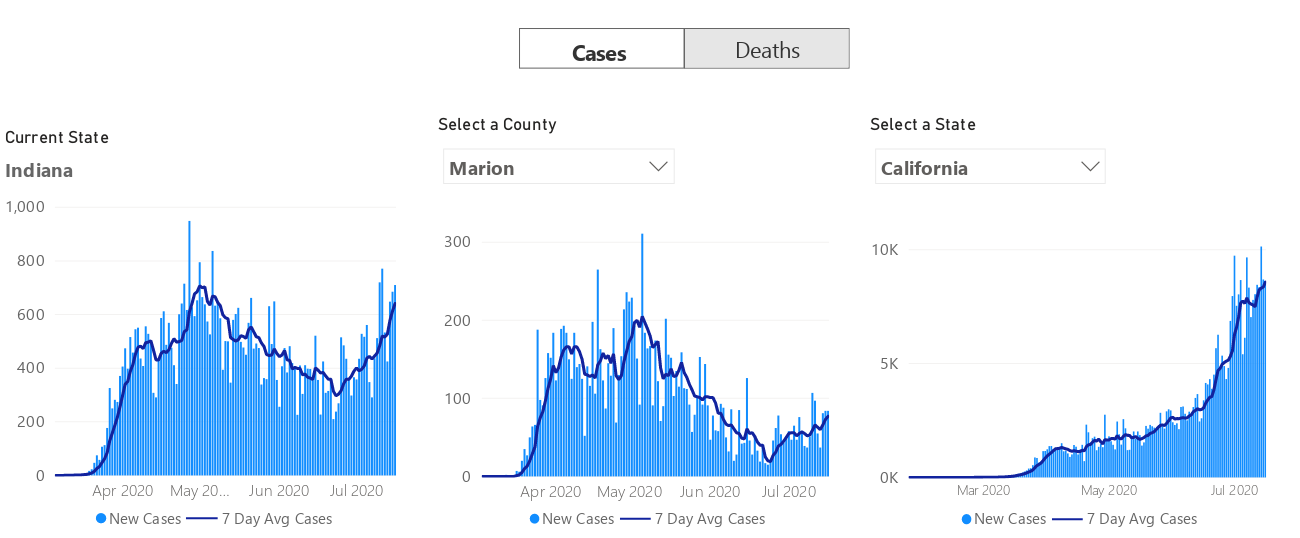 Cases
Deaths
Current State
Indiana
1,000
800
600
400
200
0
Apr 2020
May 20...
Jun 2020
Jul 2020
New Cases
7 Day Avg Cases
Select a County
Marion
300
200
100
0
Apr 2020
May 2020
Jun 2020
Jul 2020
New Cases
7 Day Avg Cases
Select a State
California
10K
5K
0K
Mar 2020
May 2020
Jul 2020
New Cases
7 Day Avg Cases